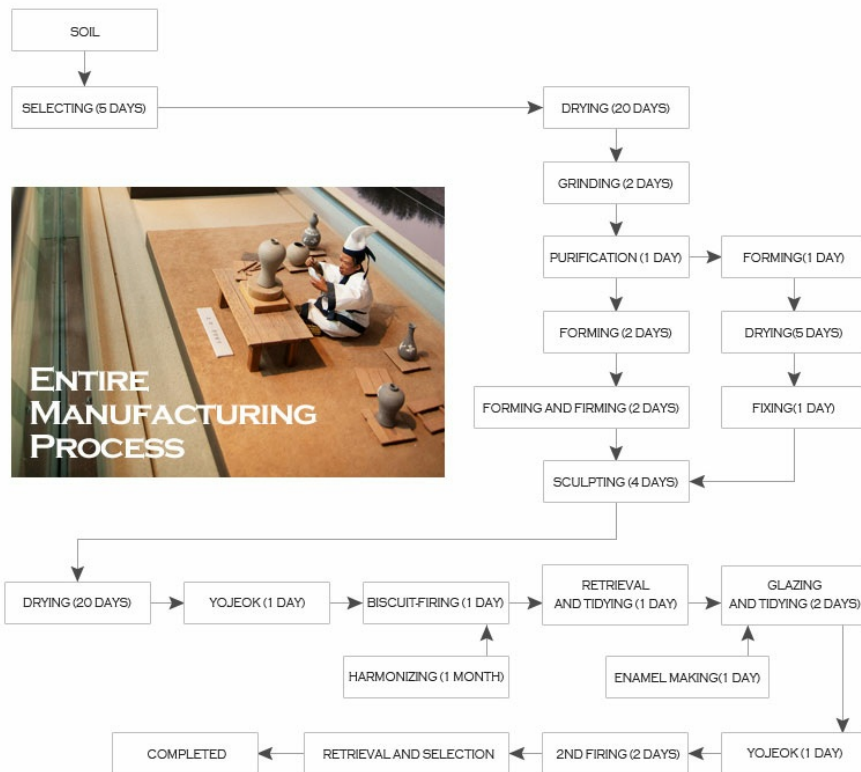 SOIL
SELECTING (5 DAYS)
DRYING (20 DAYS)
GRINDING (2 DAYS)
PURIFICATION (1 DAY)
FORMING(1 DAY)
FORMING (2 DAYS)
DRYING(5 DAYS)
FORMING AND FIRMING (2 DAYS)
FIXING(1 DAY)
SCULPTING (4 DAYS)
ENTIRE
MANUFACTURING
PROCESS
DRYING (20 DAYS)
YOJEOK (1 DAY)
BISCUIT-FIRING (1 DAY)
RETRIEVAL
AND TIDYING (1 DAY)
GLAZING
AND TIDYING (2 DAYS)
HARMONIZING (1 MONTH)
ENAMEL MAKING(1 DAY)
COMPLETED
RETRIEVAL AND SELECTION
2ND FIRING (2 DAYS)
YOJEOK (1 DAY)